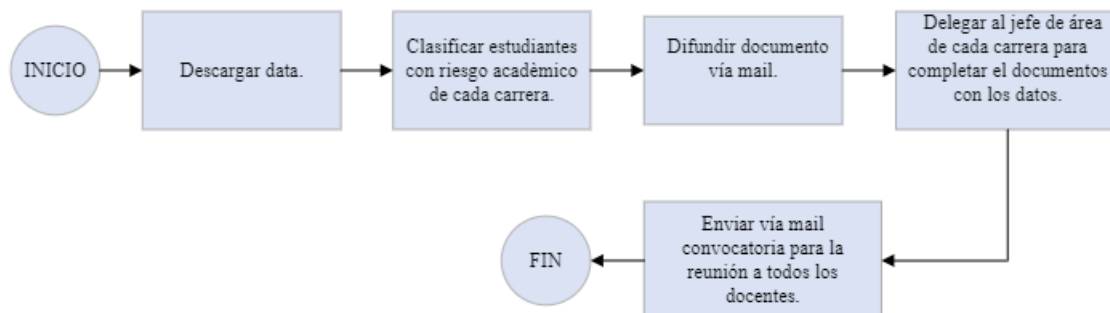 INICIO
Descargar data.
Clasificar estudiantes
con riesgo acadèmico
de cada carrera.
Difundir documento
vía mail.
Delegar al jefe de área
de cada carrera para
completar el documentos
con los datos.
Enviar vía mail
convocatoria para la
reunión a todos los
docentes.
FIN